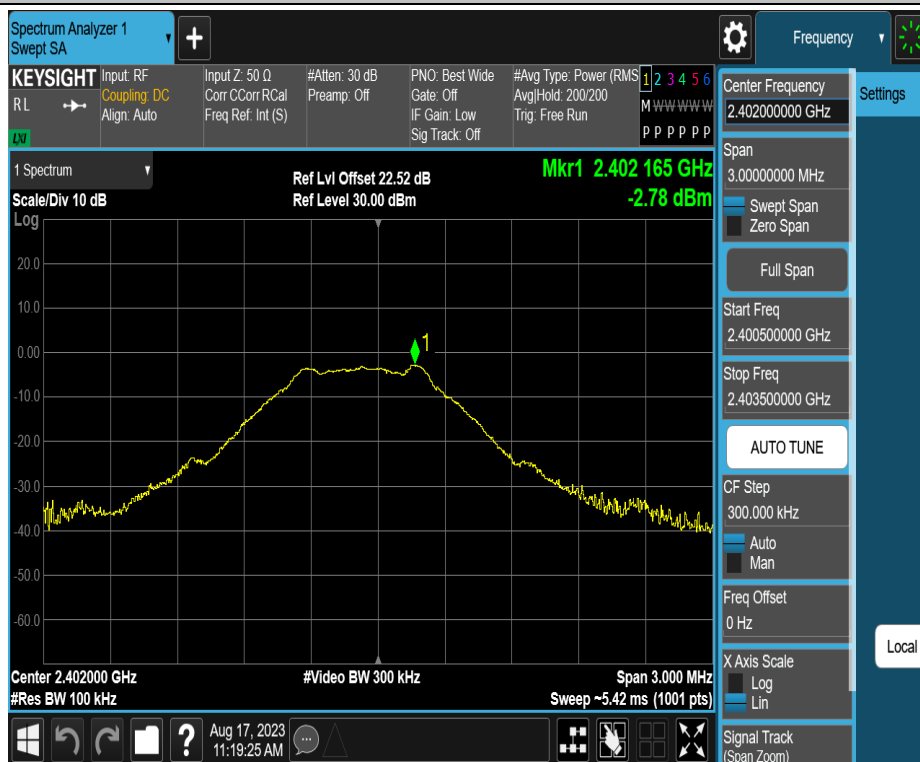 Spectrum Analyzer 1
Swept SA
+
Frequency
KEYSIGHT
R L
LXI
Input: RF
Coupling: DC
Align: Auto
Input Z: 50 Ω
Corr CCorr RCal
Freq Ref: Int (S)
#Atten: 30 dB
Preamp: Off
PNO: Best Wide
Gate: Off
IF Gain: Low
Sig Track: Off
#Avg Type: Power (RMS
Avg|Hold: 200/200
Trig: Free Run
1 2 3 4 5 6
M W W W W W
P P P P P P
1 Spectrum
Scale/Div 10 dB
Log
Ref Lvl Offset 22.52 dB
Ref Level 30.00 dBm
Mkr1 2.402 165 GHz
-2.78 dBm
20.0
10.0
0.00
-10.0
-20.0
-30.0
-40.0
-50.0
-60.0
1
Center 2.402000 GHz
#Res BW 100 kHz
#Video BW 300 kHz
Span 3.000 MHz
Sweep ~5.42 ms (1001 pts)
?
Aug 17, 2023
11:19:25 AM
Center Frequency
2.402000000 GHz
Span
3.00000000 MHz
Swept Span
Zero Span
Full Span
Start Freq
2.400500000 GHz
Stop Freq
2.403500000 GHz
AUTO TUNE
CF Step
300.000 kHz
Auto
Man
Freq Offset
0 Hz
X Axis Scale
Log
Lin
Signal Track
(Span Zoom)
Settings
Local